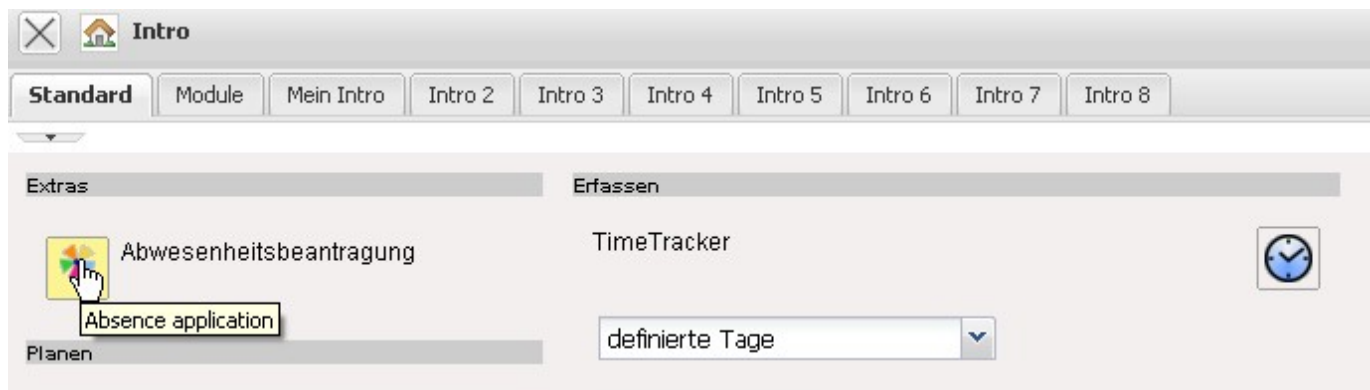 Intro
Standard Module Mein Intro Intro 2 Intro 3 Intro 4 Intro 5 Intro 6 Intro 7 Intro 8
Extras
Abwesenheitsbeantragung
Absence application
Planen
Erfassen
TimeTracker
definierte Tage